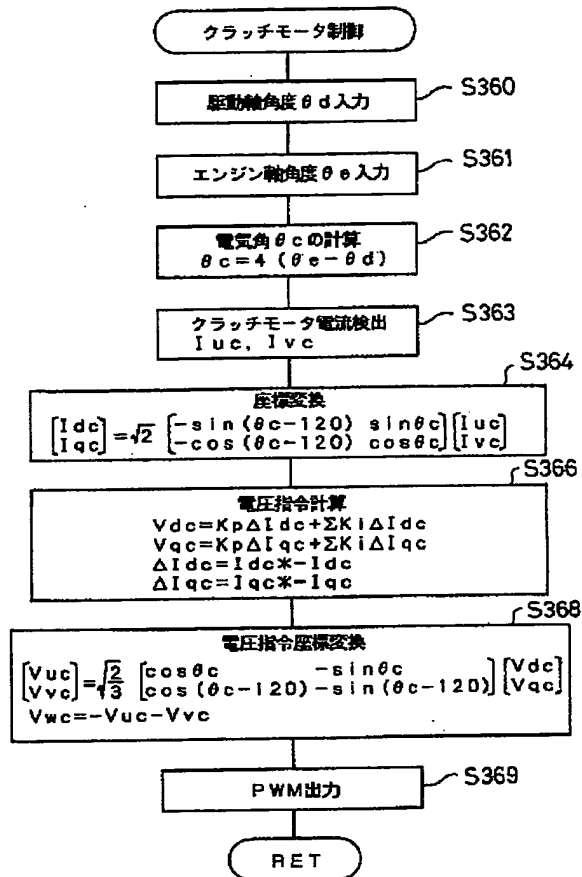 クラッチモータ制御
駆動軸角度θd入力
S360
エンジン軸角度θe入力
S361
電気角θcの計算
θc=4(θe-θd)
S362
クラッチモータ電流検出
Iuc, Ivc
S363
S364
座標変換
[Idc] =√2 [-sin(θc-120) sinθc] [Iuc]
[Iqc] [-cos(θc-120) cosθc] [Ivc]
S366
電圧指令計算
Vdc=KpΔIdc+ΣKiΔIdc
Vqc=KpΔIqc+ΣKiΔIqc
ΔIdc=Idc*-Idc
ΔIqc=Iqc*-Iqc
S368
電圧指令座標変換
[Vuc] =√2/3 [cosθc -sinθc] [Vdc]
[Vvc] [cos(θc-120)-sin(θc-120)] [Vqc]
Vwc=-Vuc-Vvc
PWM出力
S369
RET